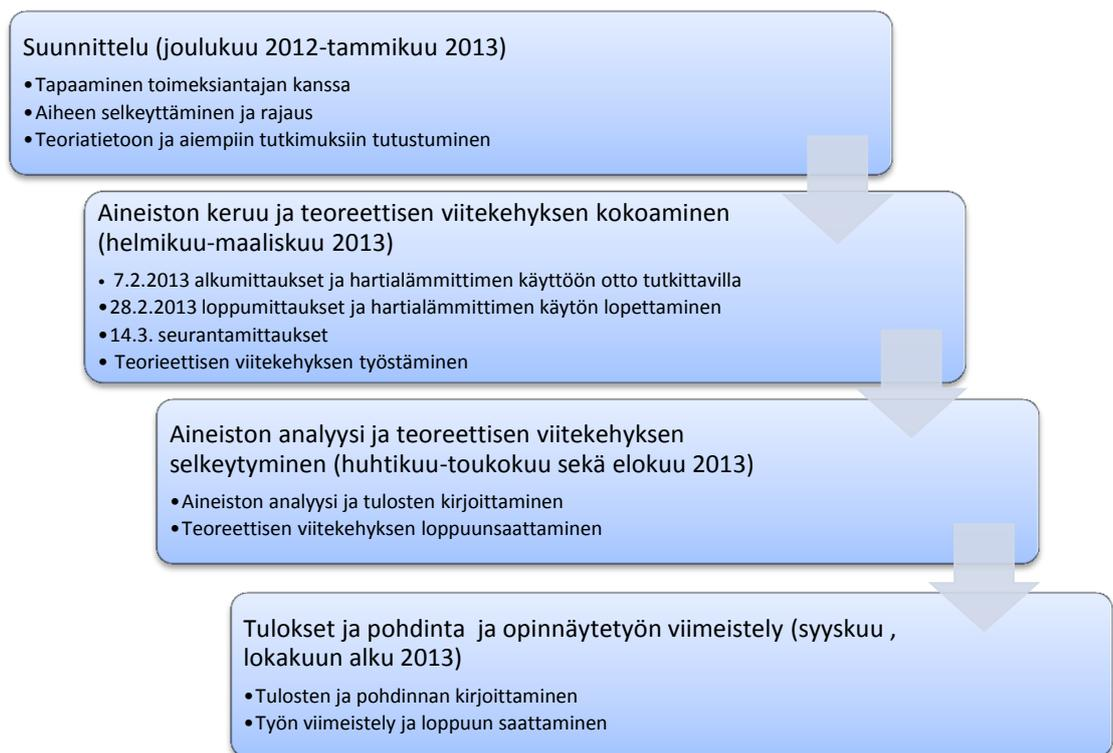 Suunnittelu (joulukuu 2012-tammikuu 2013)
•Tapaaminen toimeksiantajan kanssa
•Aiheen selkeyttäminen ja rajaus
•Teoriatietoon ja aiempiin tutkimuksiin tutustuminen
Aineiston keruu ja teoreettisen viitekehyksen kokoaminen
(helmikuu-maaliskuu 2013)
• 7.2.2013 alkumittaukset ja hartialämmittimen käyttöön otto tutkittavilla
•28.2.2013 loppumittaukset ja hartialämmittimen käytön lopettaminen
•14.3. seurantamittaukset
• Teorieettisen viitekehyksen työstäminen
Aineiston analyysi ja teoreettisen viitekehyksen
selkeytyminen (huhtikuu-toukokuu sekä elokuu 2013)
•Aineiston analyysi ja tulosten kirjoittaminen
•Teoreettisen viitekehyksen loppuunsaattaminen
Tulokset ja pohdinta ja opinnäytetyön viimeistely (syyskuu ,
lokakuun alku 2013)
•Tulosten ja pohdinnan kirjoittaminen
•Työn viimeistely ja loppuun saattaminen